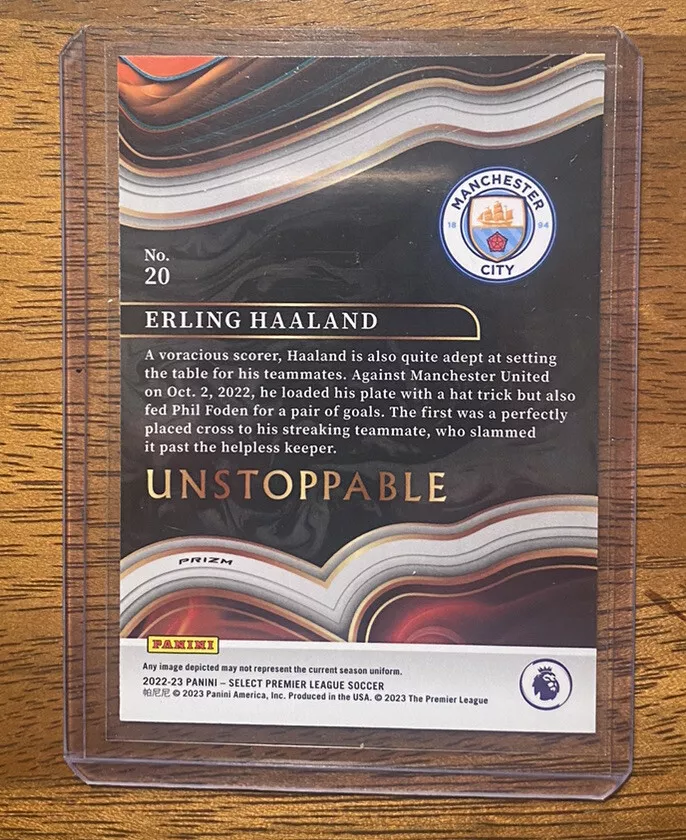 MANCHESTER
18 94
CITY
No.
20
ERLING HAALAND
A voracious scorer, Haaland is also quite adept at setting
the table for his teammates. Against Manchester United
on Oct. 2, 2022, he loaded his plate with a hat trick but also
fed Phil Foden for a pair of goals. The first was a perfectly
placed cross to his streaking teammate, who slammed
it past the helpless keeper.
UNSTOPPABLE
PRIZM
PANINI
Any image depicted may not represent the current season uniform.
2022-23 PANINI – SELECT PREMIER LEAGUE SOCCER
帕尼尼 © 2023 Panini America, Inc. Produced in the USA. © 2023 The Premier League